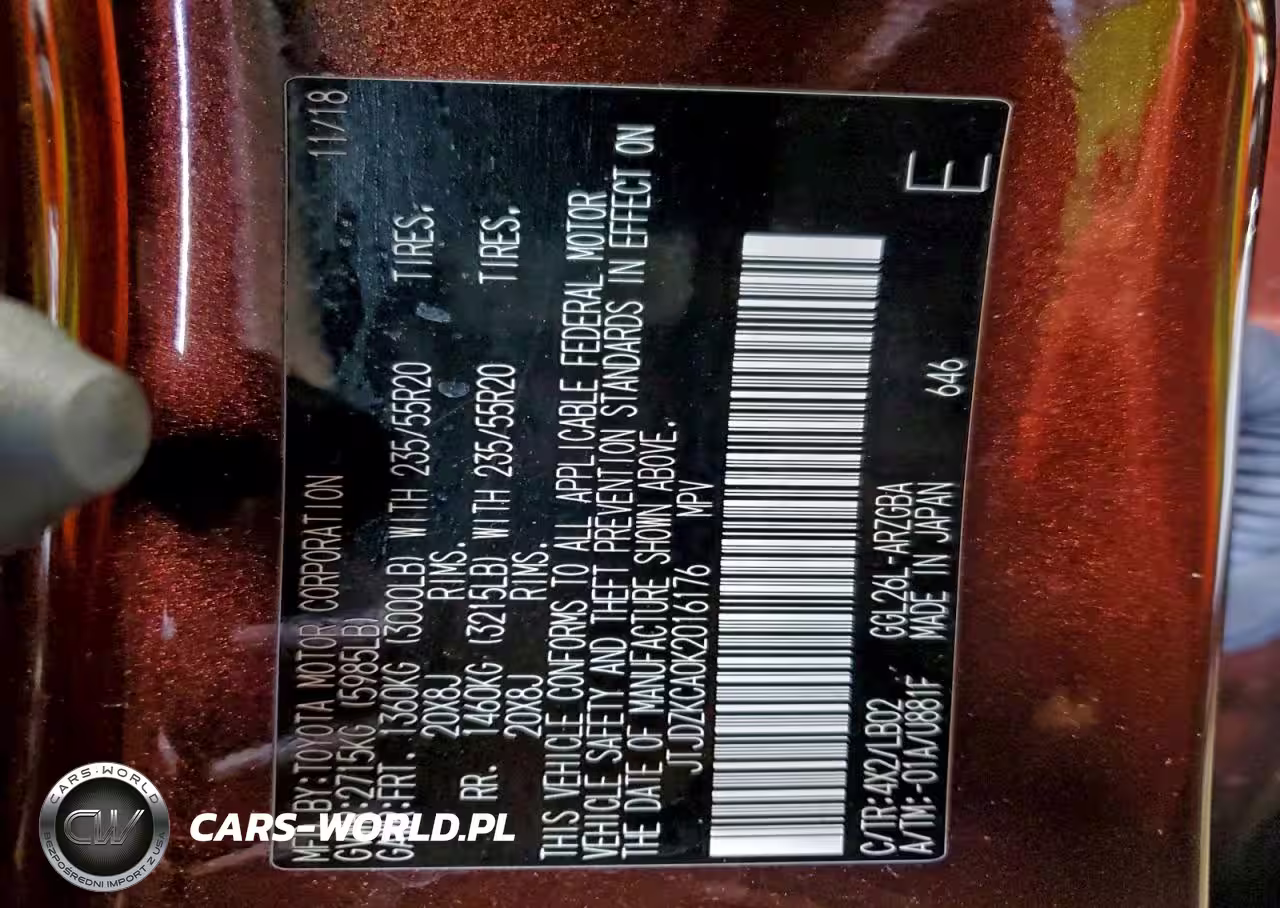 MFD.BY:TOYOTA MOTOR CORPORATION 11/18
GVWR:2715KG (5985LB)
GAWR:FRT. 1360KG (3000LB) WITH 235/55R20 TIRES,
20X8J RIMS.
RR. 1460KG (3215LB) WITH 235/55R20 TIRES,
20X8J RIMS.
THIS VEHICLE CONFORMS TO ALL APPLICABLE FEDERAL MOTOR
VEHICLE SAFETY AND THEFT PREVENTION STANDARDS IN EFFECT ON
THE DATE OF MANUFACTURE SHOWN ABOVE.
JTJDZKCA0K2016176 MPV
C/TR:4X2/LB02 GGL26L-ARZGBA 646
A/TM:-01A/U881F MADE IN JAPAN
E
CARS-WORLD
CW
BEZPOŚREDNI IMPORT Z USA
CARS-WORLD.PL